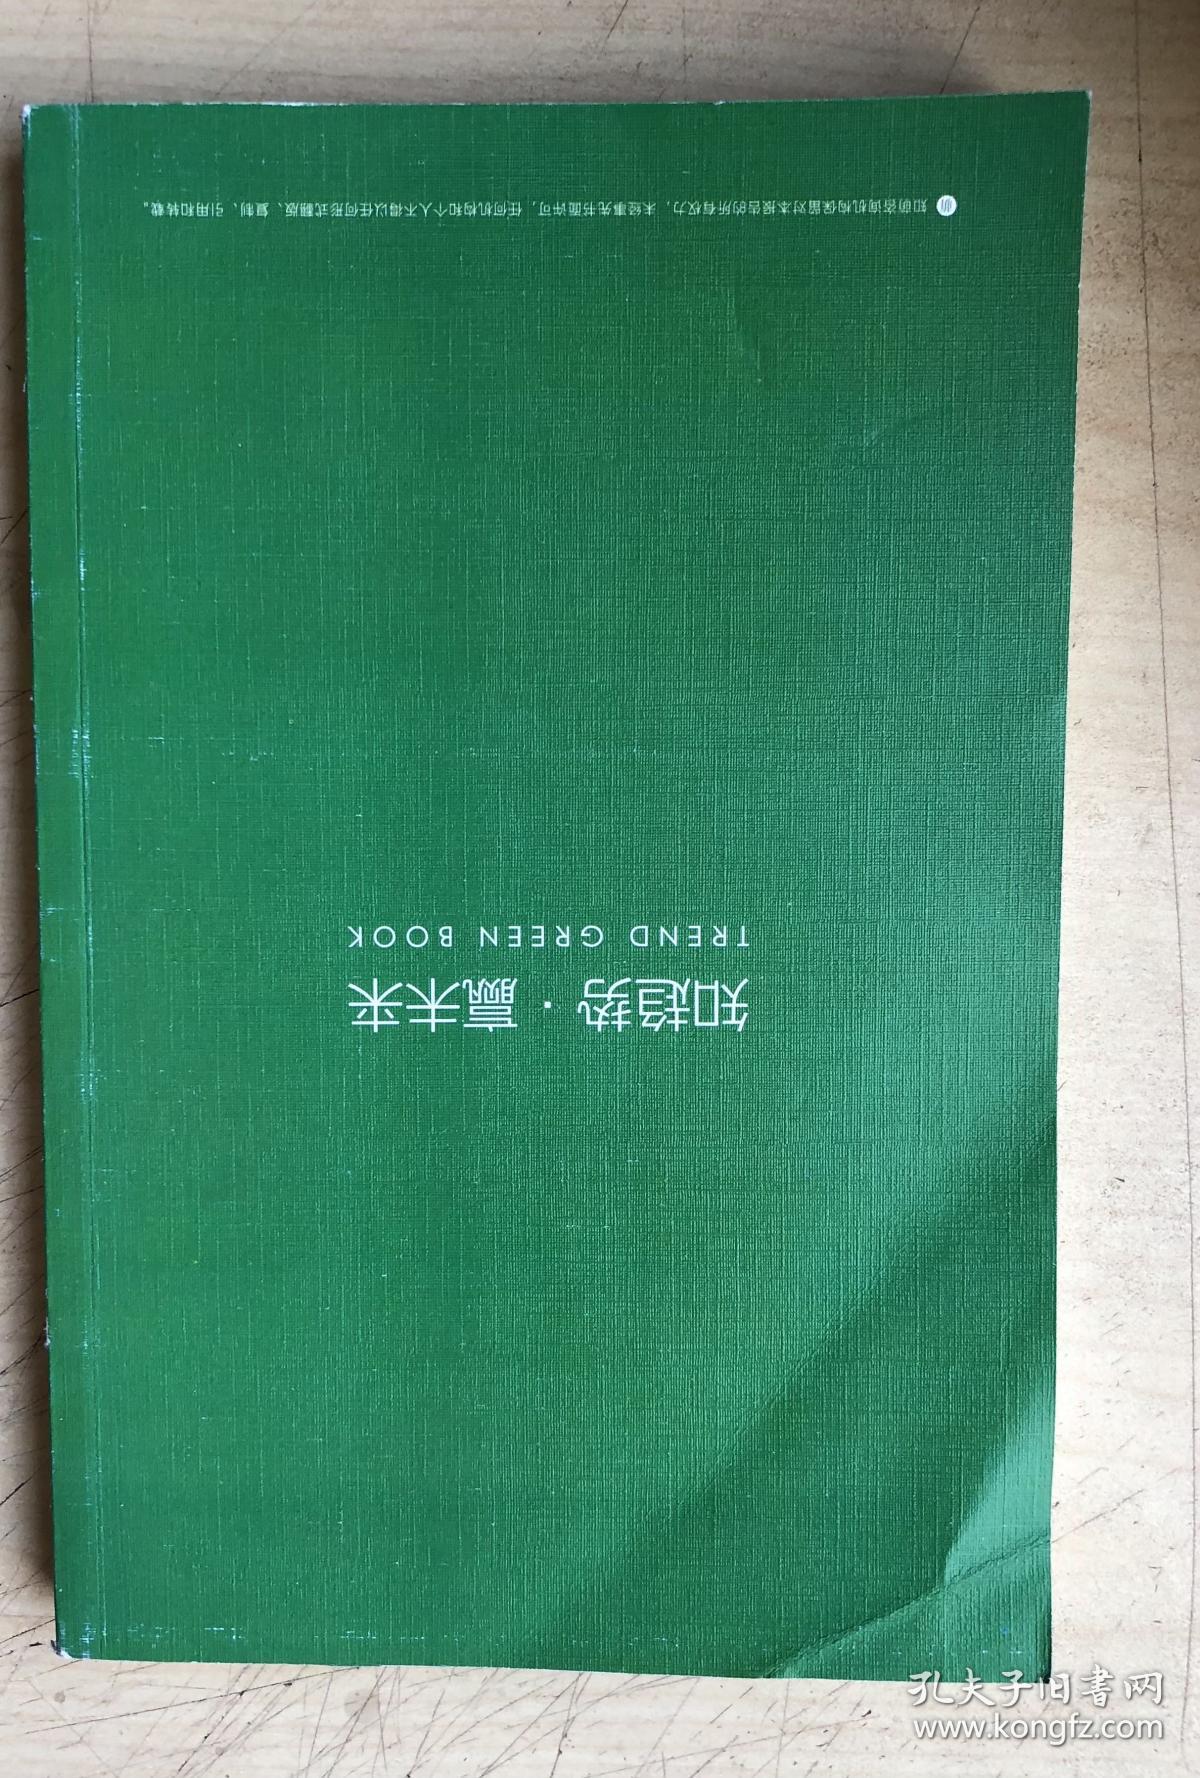 知趋势·赢未来
TREND GREEN BOOK
知萌咨询机构保留对本报告的所有权力，未经事先书面许可，任何机构和个人不得以任何形式翻版、复制、引用和转载。
孔夫子旧書网
www.kongfz.com